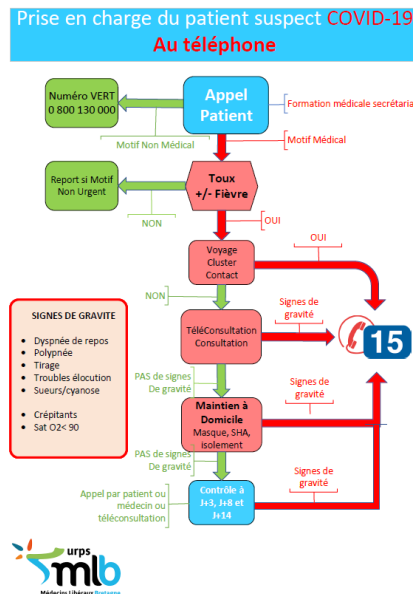 Prise en charge du patient suspect COVID-19
Au téléphone
Numéro VERT
0 800 130 000
Appel
Patient
Formation médicale secrétaria
Motif Non Médical
Motif Médical
Report si Motif
Non Urgent
Toux
+/- Fièvre
NON
OUI
Voyage
Cluster
Contact
OUI
NON
SIGNES DE GRAVITE
Dyspnée de repos
Polypnée
Tirage
Troubles élocution
Sueurs/cyanose
Crépitants
Sat O2< 90
TéléConsultation
Consultation
Signes de
gravité
15
PAS de signes
De gravité
Maintien à
Domicile
Masque, SHA,
isolement
Signes de
gravité
PAS de signes
De gravité
Appel par patient ou
médecin ou
téléconsultation
Contrôle à
J+3, J+8 et
J+14
Signes de
gravité
urps
mlb
Médecins Libéraux Bretagne